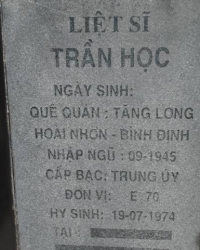 LIỆT SĨ
TRẦN HỌC
NGÀY SINH:
QUÊ QUÁN : TĂNG LONG
HOÀI NHƠN - BÌNH ĐỊNH
NHẬP NGŨ : 09-1945
CẤP BẬC: TRUNG ÚY
ĐƠN VỊ: E 70
HY SINH: 19-07-1974
TẠI :